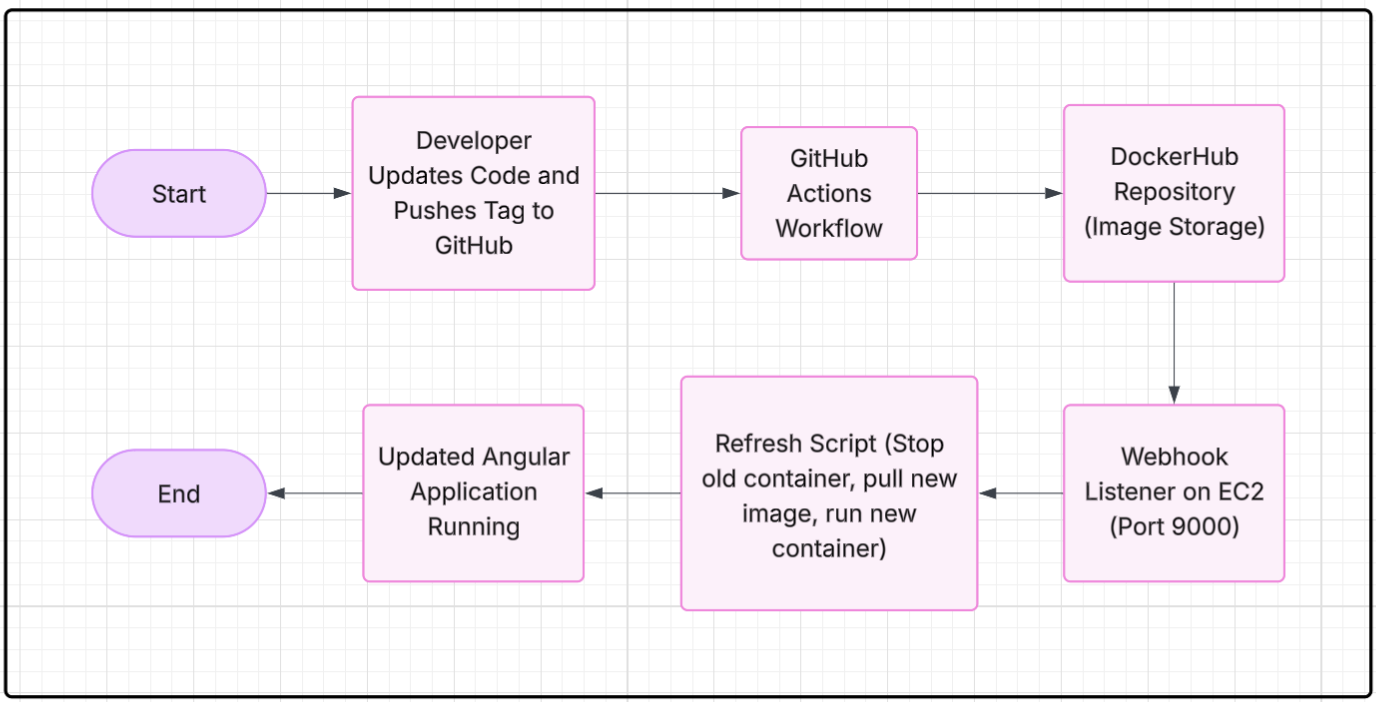 Start
Developer
Updates Code and
Pushes Tag to
GitHub
GitHub
Actions
Workflow
DockerHub
Repository
(Image Storage)
Webhook
Listener on EC2
(Port 9000)
Refresh Script (Stop
old container, pull new
image, run new
container)
Updated Angular
Application
Running
End